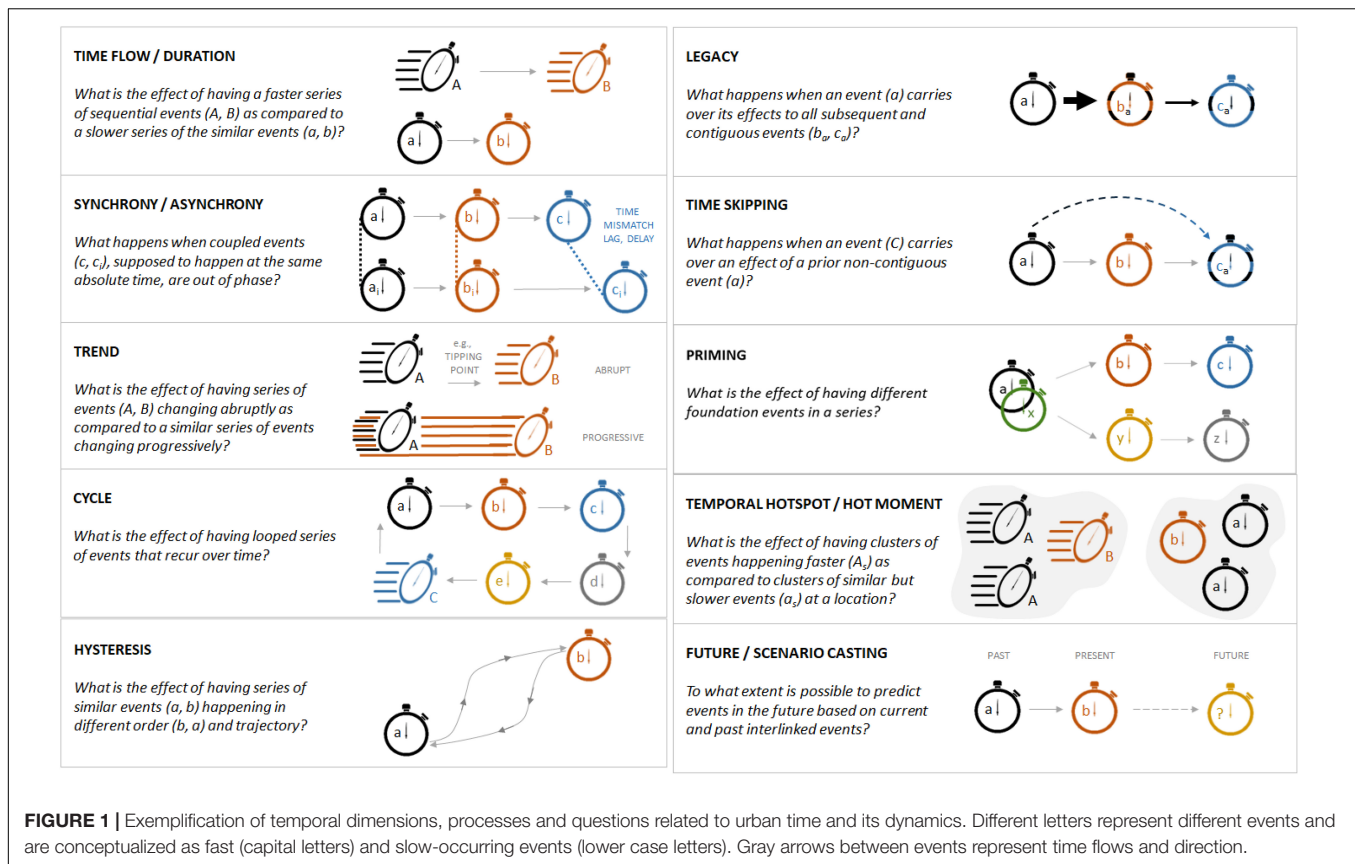 TIME FLOW / DURATION
What is the effect of having a faster series
of sequential events (A, B) as compared to
a slower series of the similar events (a, b)?
A
B
a
b
SYNCHRONY / ASYNCHRONY
What happens when coupled events
(c, ci), supposed to happen at the same
absolute time, are out of phase?
a
b
c
TIME
MISMATCH
LAG, DELAY
ai
bi
ci
TREND
What is the effect of having series of
events (A, B) changing abruptly as
compared to a similar series of events
changing progressively?
A
e.g.,
TIPPING
POINT
B
ABRUPT
A
B
PROGRESSIVE
CYCLE
What is the effect of having looped series
of events that recur over time?
a
b
c
C
e
d
HYSTERESIS
What is the effect of having series of
similar events (a, b) happening in
different order (b, a) and trajectory?
b
a
LEGACY
What happens when an event (a) carries
over its effects to all subsequent and
contiguous events (ba, ca)?
a
ba
ca
TIME SKIPPING
What happens when an event (C) carries
over an effect of a prior non-contiguous
event (a)?
a
b
ca
PRIMING
What is the effect of having different
foundation events in a series?
a
x
b
c
y
z
TEMPORAL HOTSPOT / HOT MOMENT
What is the effect of having clusters of
events happening faster (As) as
compared to clusters of similar but
slower events (as) at a location?
A
B
A
a
b
a
FUTURE / SCENARIO CASTING
To what extent is possible to predict
events in the future based on current
and past interlinked events?
PAST
PRESENT
FUTURE
a
b
?
FIGURE 1 | Exemplification of temporal dimensions, processes and questions related to urban time and its dynamics. Different letters represent different events and
are conceptualized as fast (capital letters) and slow-occurring events (lower case letters). Gray arrows between events represent time flows and direction.